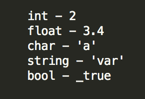 int - 2
float - 3.4
char - 'a'
string - 'var'
bool - _true